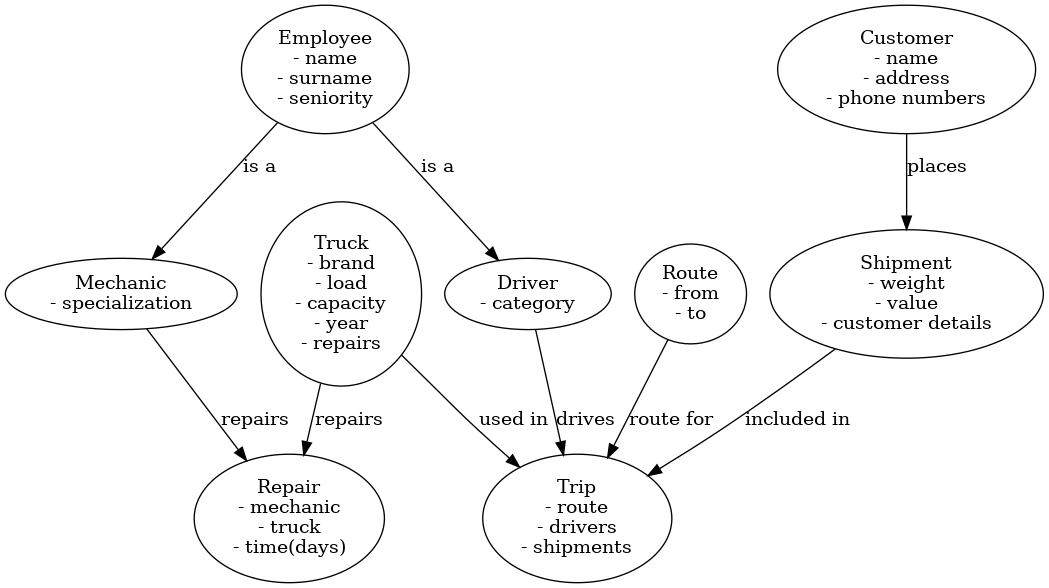 Employee
- name
- surname
- seniority
Customer
- name
- address
- phone numbers
is a
is a
places
Mechanic
- specialization
Truck
- brand
- load
- capacity
- year
- repairs
Driver
- category
Route
- from
- to
Shipment
- weight
- value
- customer details
repairs
repairs
used in
drives
route for
included in
Repair
- mechanic
- truck
- time(days)
Trip
- route
- drivers
- shipments